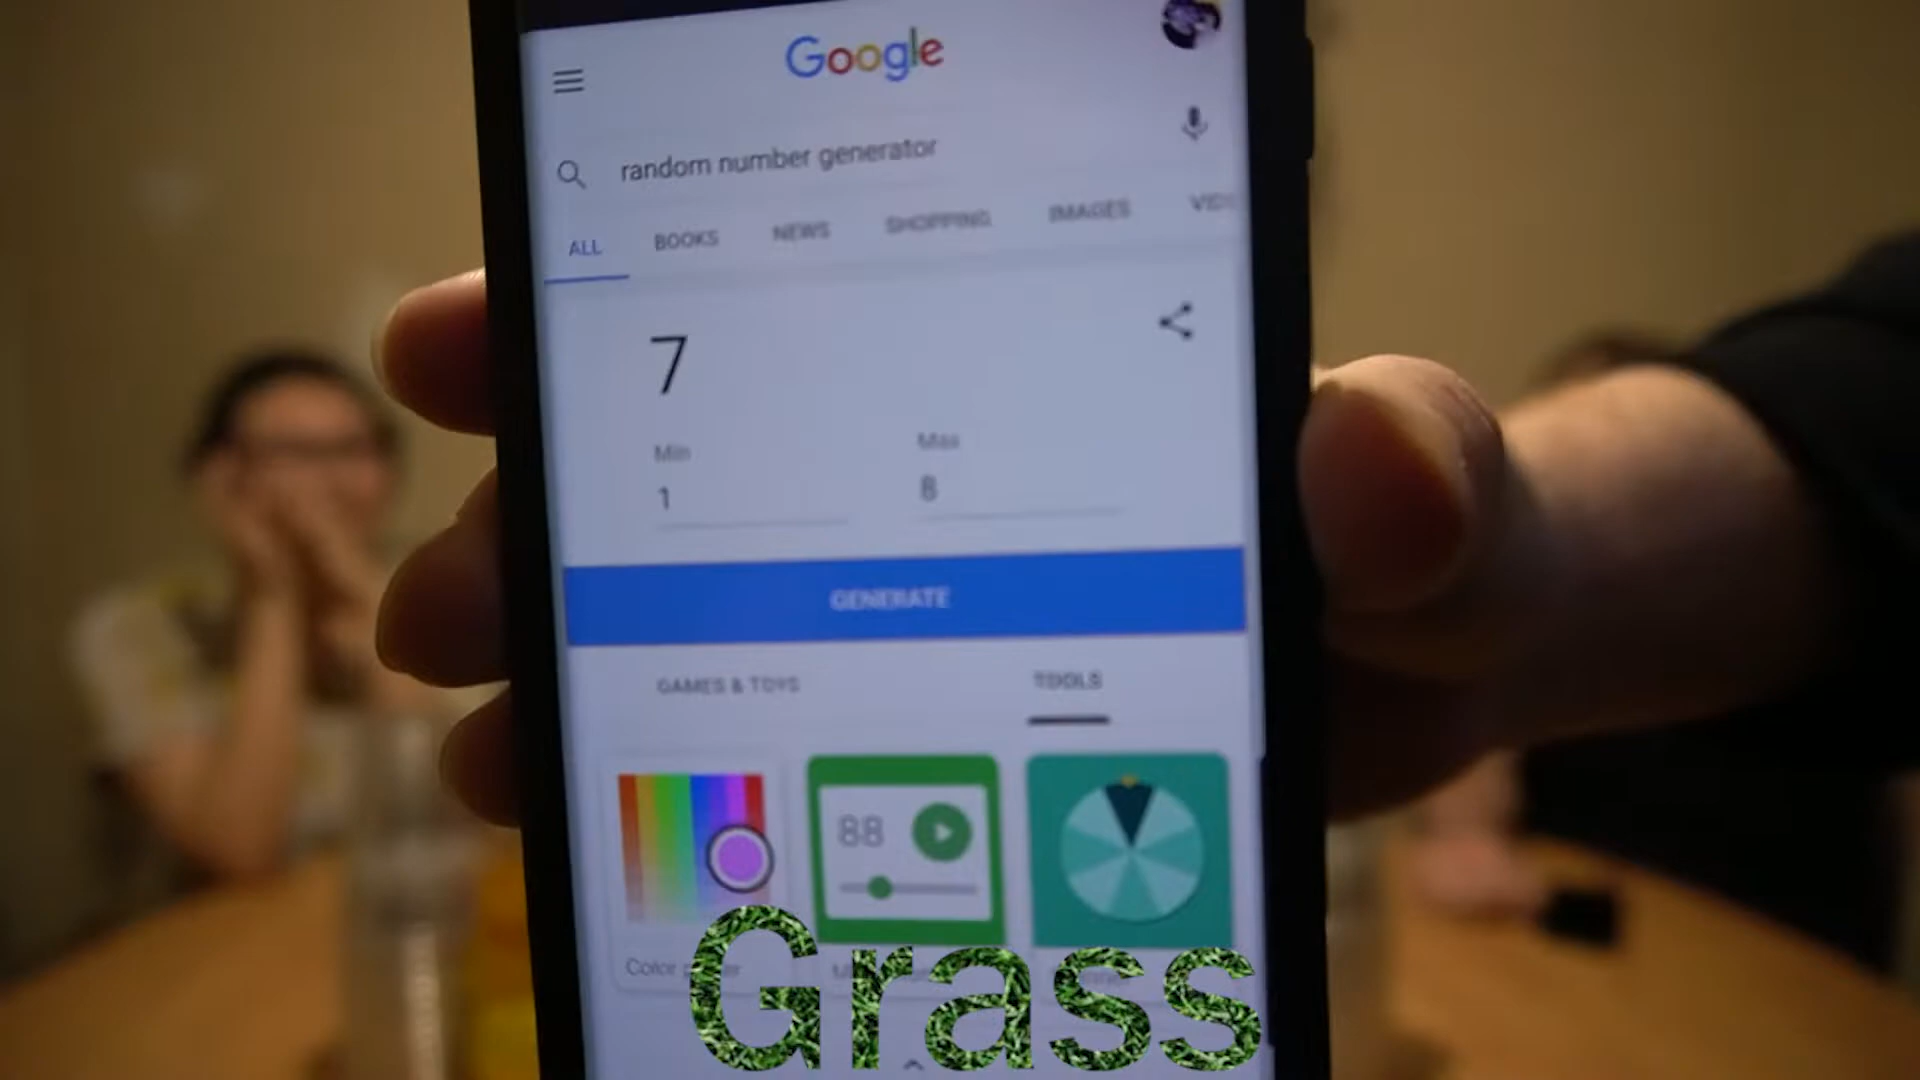 Google
random number generator
ALL BOOKS NEWS SHOPPING IMAGES
7
Min Max
1 8
GENERATE
GAMES & TOYS TOOLS
88
Color
Grass